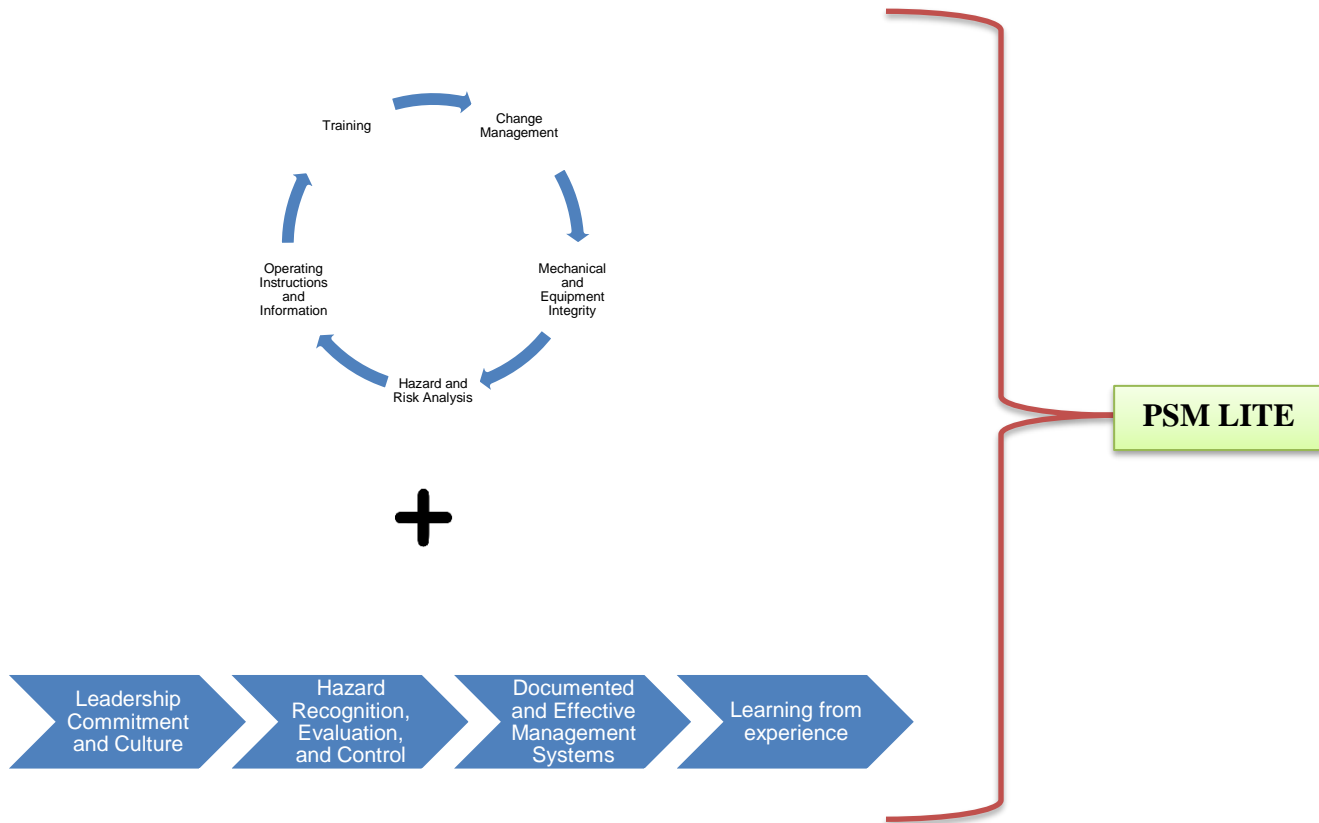 Training
Change
Management
Operating
Instructions
and
Information
Mechanical
and
Equipment
Integrity
Hazard and
Risk Analysis
PSM LITE
Leadership
Commitment
and Culture
Hazard
Recognition,
Evaluation,
and Control
Documented
and Effective
Management
Systems
Learning from
experience